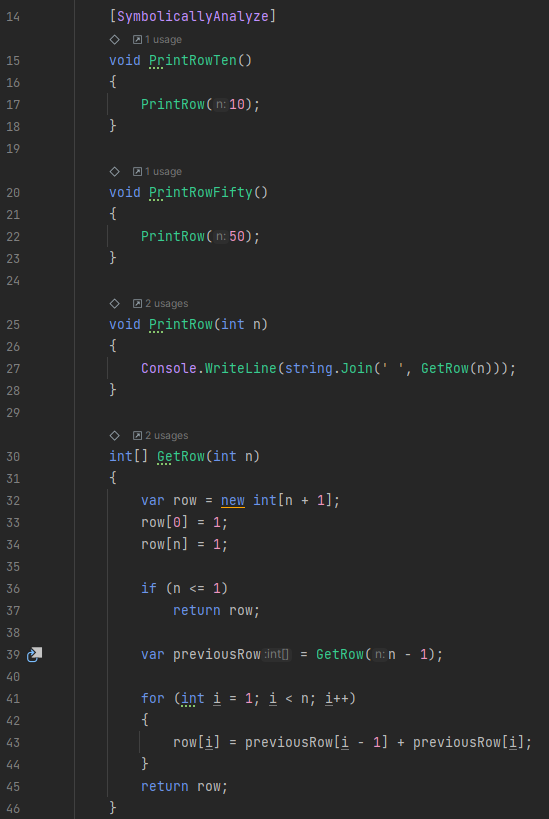 14 [SymbolicallyAnalyze]
1 usage
15 void PrintRowTen()
16 {
17 PrintRow(n:10);
18 }
19
1 usage
20 void PrintRowFifty()
21 {
22 PrintRow(n:50);
23 }
24
2 usages
25 void PrintRow(int n)
26 {
27 Console.WriteLine(string.Join(' ', GetRow(n)));
28 }
29
2 usages
30 int[] GetRow(int n)
31 {
32 var row = new int[n + 1];
33 row[0] = 1;
34 row[n] = 1;
35
36 if (n <= 1)
37 return row;
38
39 var previousRow:int[] = GetRow(n:n - 1);
40
41 for (int i = 1; i < n; i++)
42 {
43 row[i] = previousRow[i - 1] + previousRow[i];
44 }
45 return row;
46 }